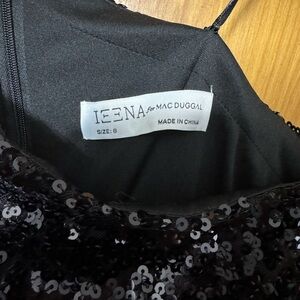 IEENA for MAC DUGGAL
SIZE: 8 MADE IN CHINA